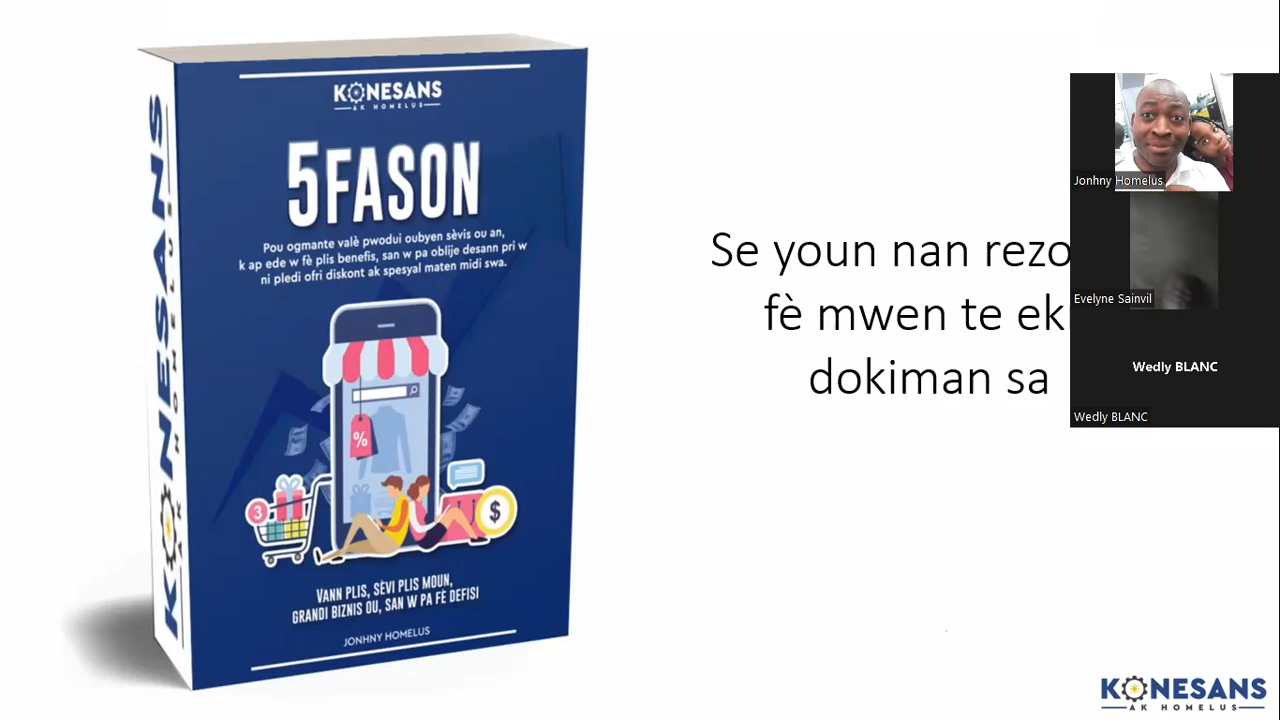 KONESANS
AK HOMELUS
5FASON
Pou ogmante valè pwodui oubyen sèvis ou an,
k ap ede w fè plis benefis, san w pa oblije desann pri w
ni pledi ofri diskont ak spesyal maten midi swa.
%
3
$
VANN PLIS, SÈVI PLIS MOUN,
GRANDI BIZNIS OU, SAN W PA FÈ DEFISI
JONHNY HOMELUS
KONESANS
AK HOMELUS
Se youn nan
fè mwen te
dokiman sa
Jonhny Homelus
Evelyne Sainvil
Wedly BLANC
Wedly BLANC
KONESANS
AK HOMELUS